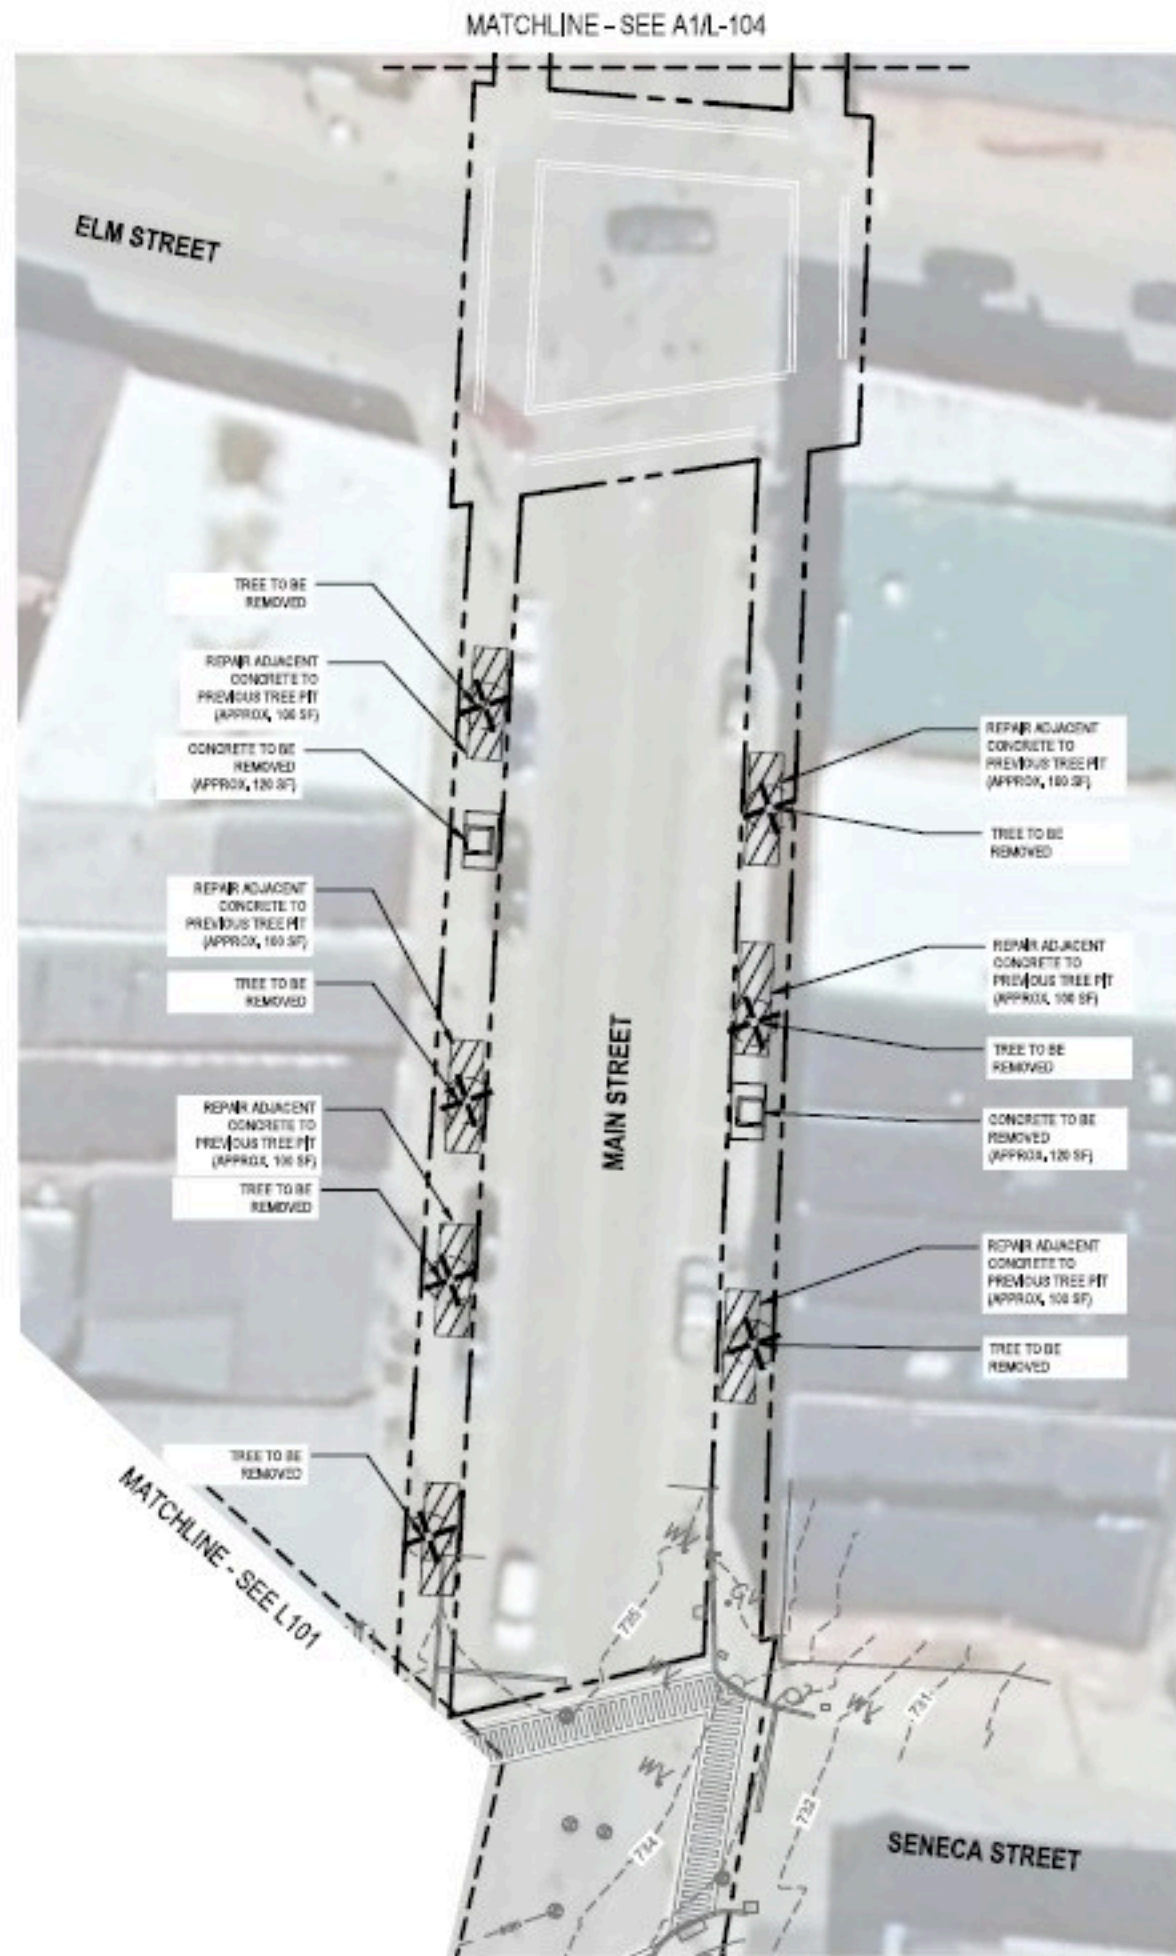 MATCHLINE - SEE A1/L-104
ELM STREET
TREE TO BE
REMOVED
REPAIR ADJACENT
CONCRETE TO
PREVIOUS TREE PIT
(APPROX. 100 SF)
CONCRETE TO BE
REMOVED
(APPROX. 120 SF)
REPAIR ADJACENT
CONCRETE TO
PREVIOUS TREE PIT
(APPROX. 100 SF)
TREE TO BE
REMOVED
REPAIR ADJACENT
CONCRETE TO
PREVIOUS TREE PIT
(APPROX. 100 SF)
TREE TO BE
REMOVED
TREE TO BE
REMOVED
MAIN STREET
REPAIR ADJACENT
CONCRETE TO
PREVIOUS TREE PIT
(APPROX. 100 SF)
TREE TO BE
REMOVED
REPAIR ADJACENT
CONCRETE TO
PREVIOUS TREE PIT
(APPROX. 100 SF)
TREE TO BE
REMOVED
CONCRETE TO BE
REMOVED
(APPROX. 120 SF)
REPAIR ADJACENT
CONCRETE TO
PREVIOUS TREE PIT
(APPROX. 100 SF)
TREE TO BE
REMOVED
MATCHLINE - SEE L101
735
731
732
734
SENECA STREET